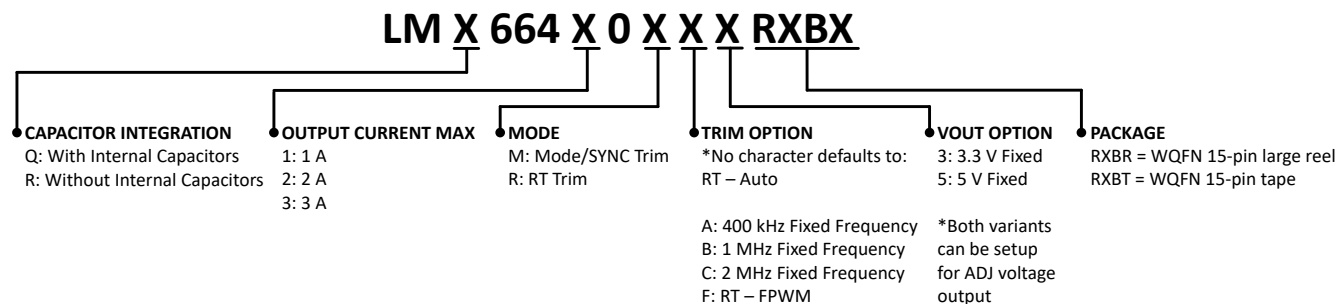 LM X 664 X 0 X X X RXBX
CAPACITOR INTEGRATION
Q: With Internal Capacitors
R: Without Internal Capacitors
OUTPUT CURRENT MAX
1: 1 A
2: 2 A
3: 3 A
MODE
M: Mode/SYNC Trim
R: RT Trim
TRIM OPTION
*No character defaults to:
RT – Auto
A: 400 kHz Fixed Frequency
B: 1 MHz Fixed Frequency
C: 2 MHz Fixed Frequency
F: RT – FPWM
VOUT OPTION
3: 3.3 V Fixed
5: 5 V Fixed
*Both variants
can be setup
for ADJ voltage
output
PACKAGE
RXBR = WQFN 15-pin large reel
RXBT = WQFN 15-pin tape